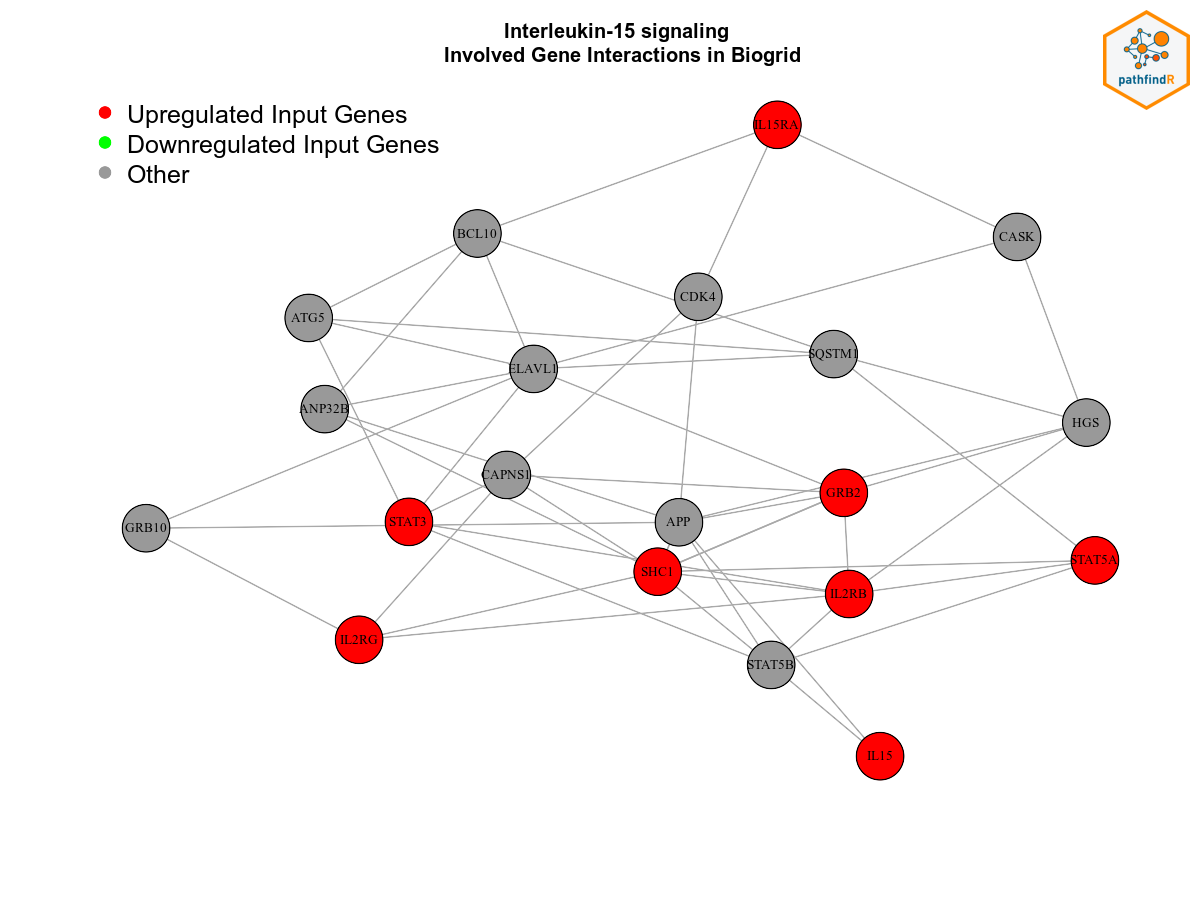 Interleukin-15 signaling
Involved Gene Interactions in Biogrid
pathfindR
Upregulated Input Genes
Downregulated Input Genes
Other
IL15RA
BCL10
CASK
CDK4
ATG5
SQSTM1
ELAVL1
ANP32B
HGS
CAPNS1
GRB2
STAT3
APP
GRB10
STAT5A
SHC1
IL2RB
IL2RG
STAT5B
IL15